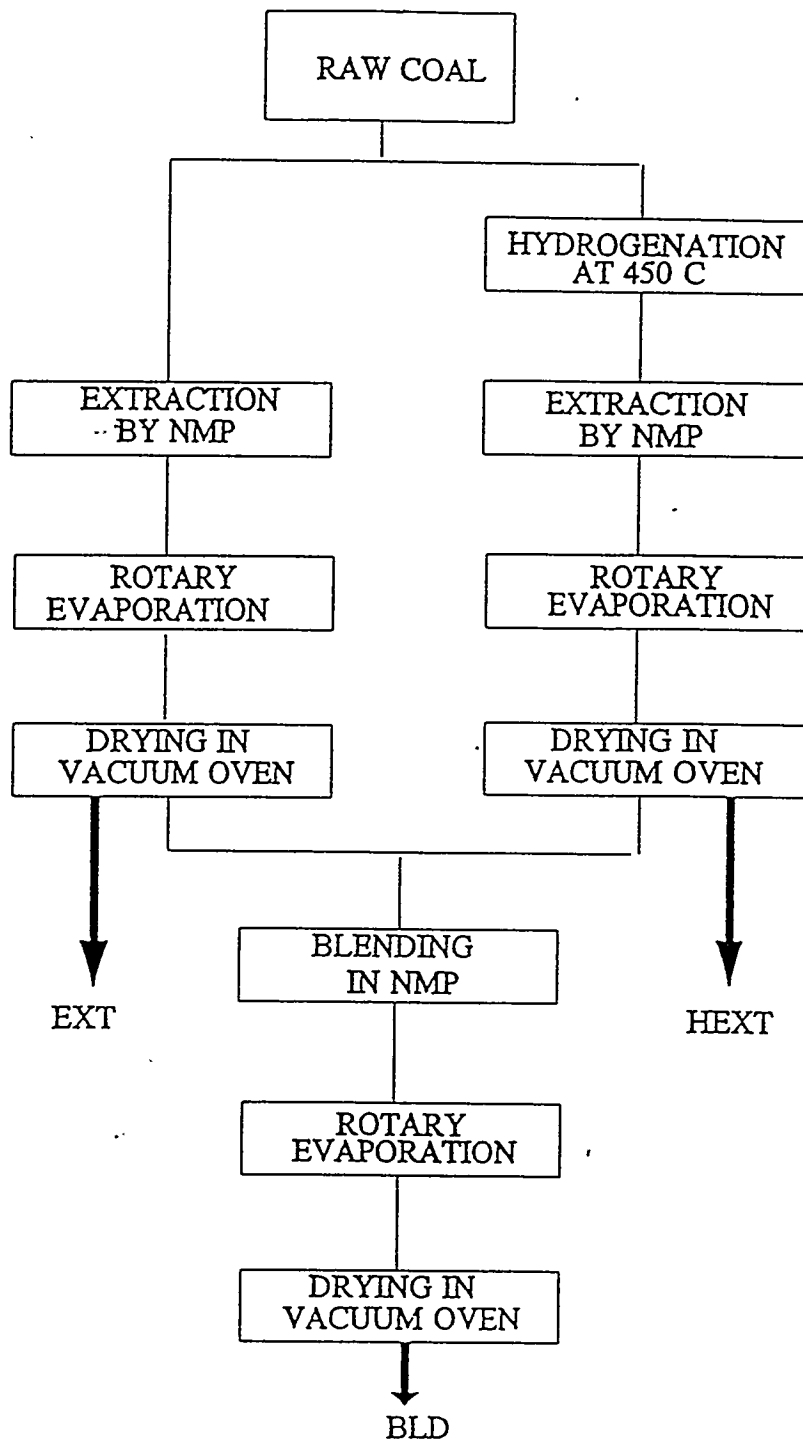 RAW COAL
HYDROGENATION
AT 450 C
EXTRACTION
BY NMP
EXTRACTION
BY NMP
ROTARY
EVAPORATION
ROTARY
EVAPORATION
DRYING IN
VACUUM OVEN
DRYING IN
VACUUM OVEN
BLENDING
IN NMP
EXT
HEXT
ROTARY
EVAPORATION
DRYING IN
VACUUM OVEN
BLD